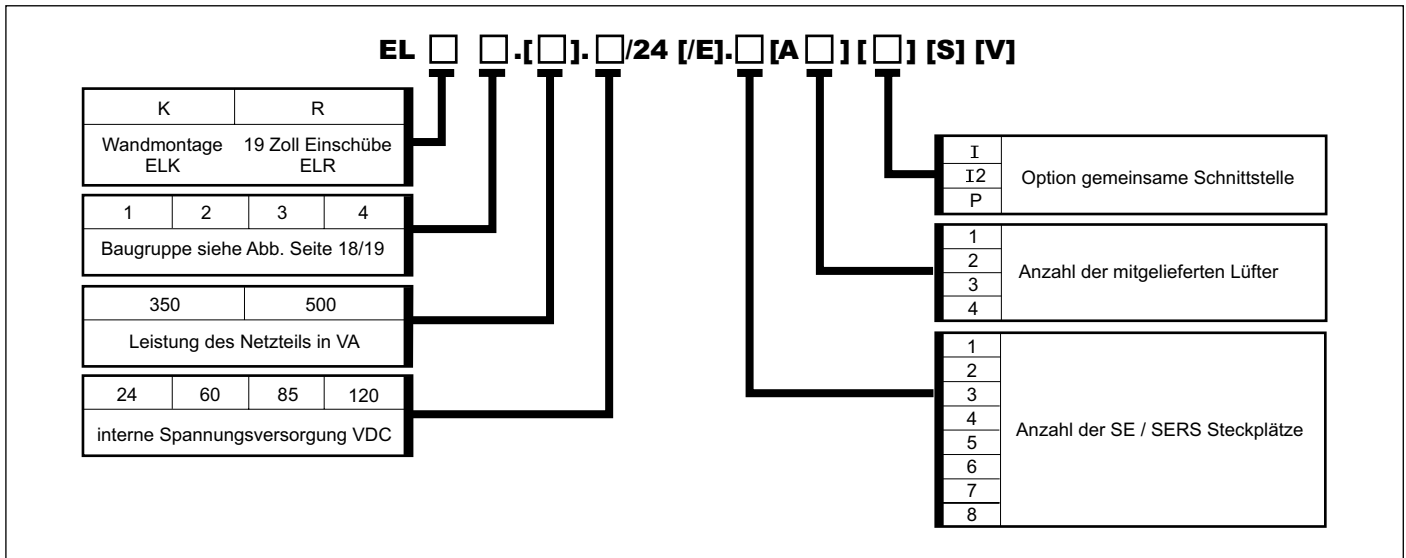 EL □ □.[□]. □/24 [/E].□ [A □] [□] [S] [V]
K R
Wandmontage 19 Zoll Einschübe
ELK ELR
1 2 3 4
Baugruppe siehe Abb. Seite 18/19
350 500
Leistung des Netzteils in VA
24 60 85 120
interne Spannungsversorgung VDC
I
I2
P
Option gemeinsame Schnittstelle
1
2
3
4
Anzahl der mitgelieferten Lüfter
1
2
3
4
5
6
7
8
Anzahl der SE / SERS Steckplätze